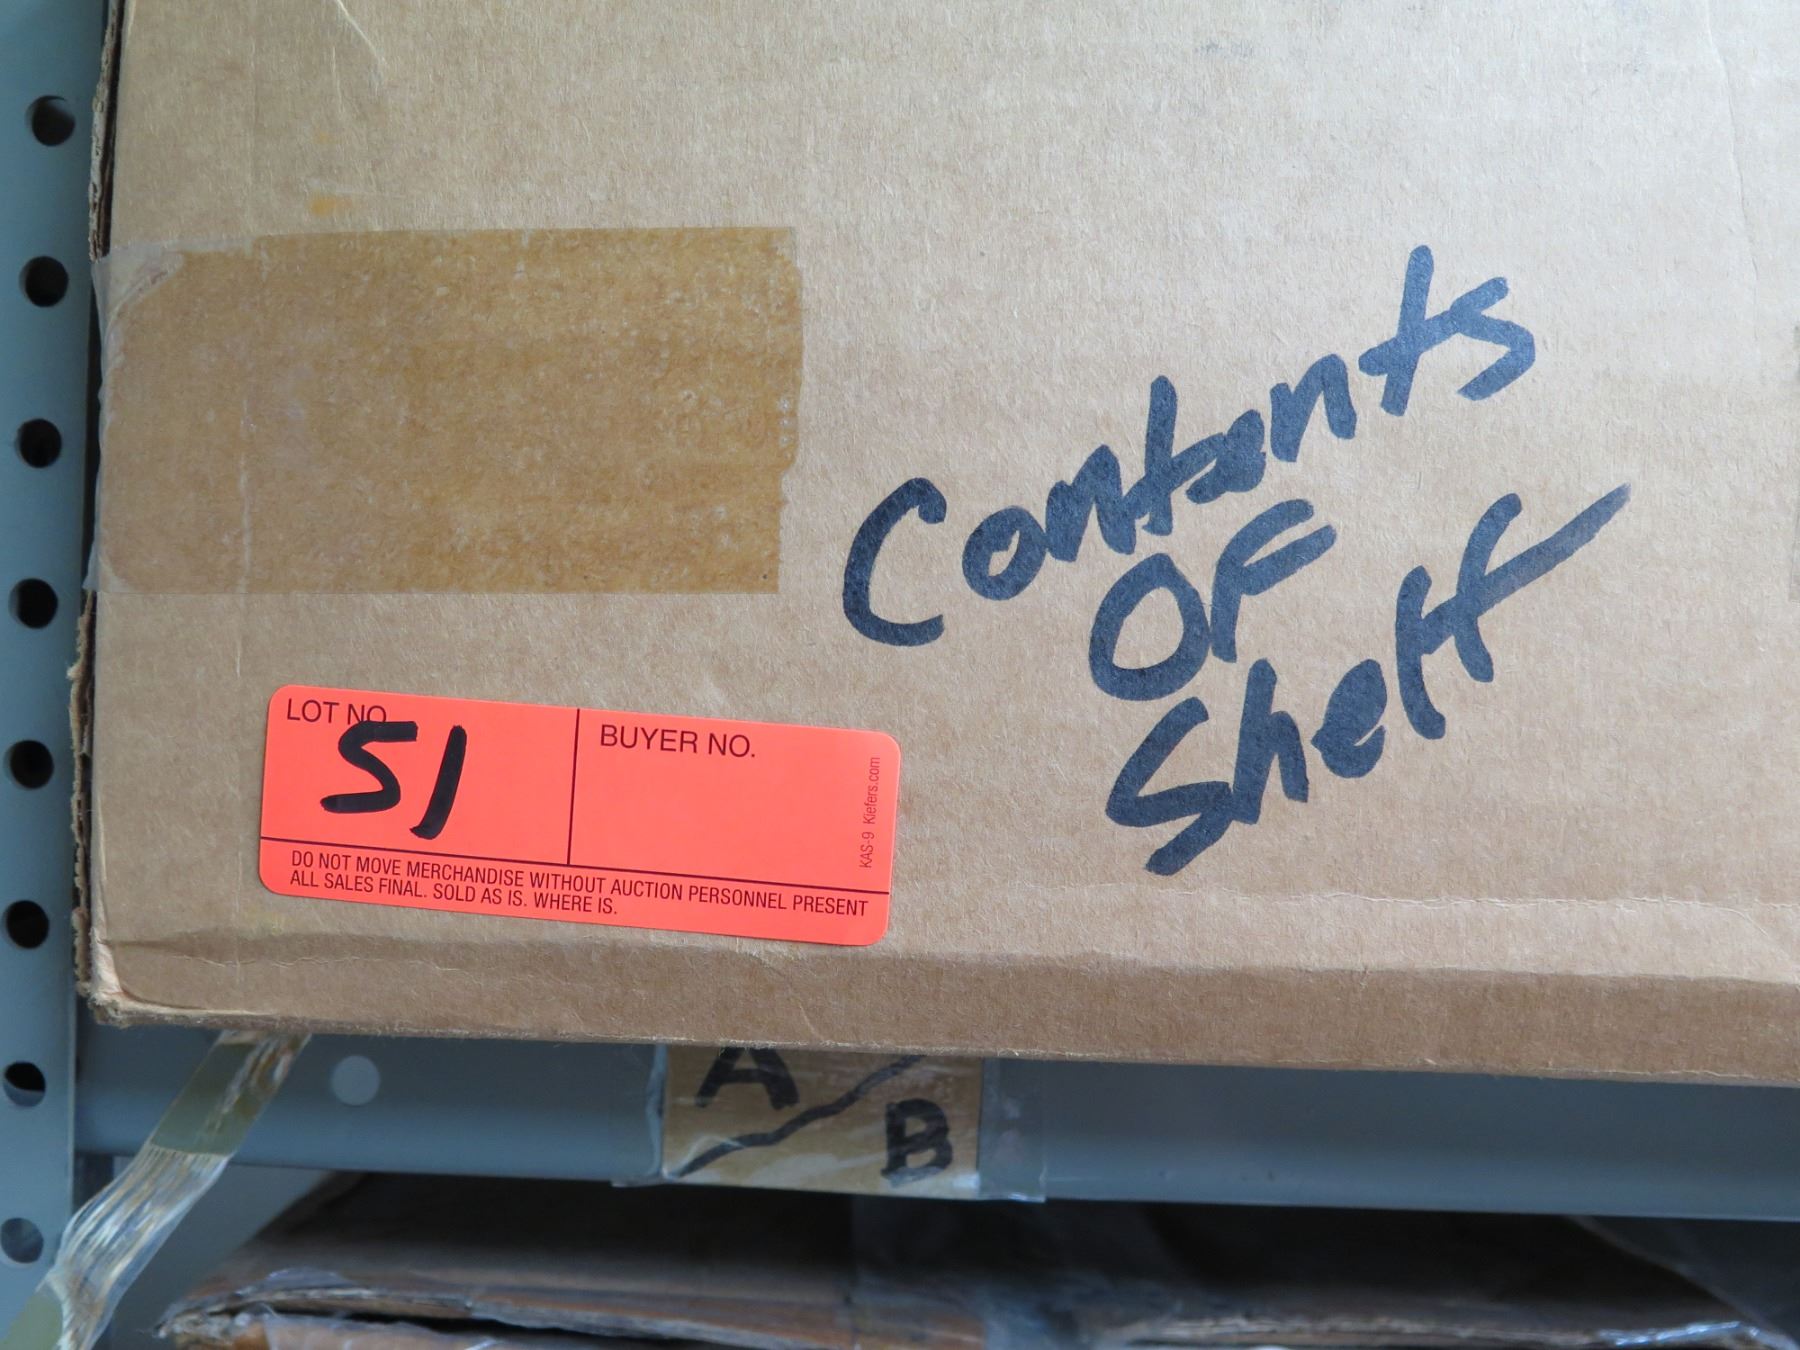 Contents
OF
Shelf
LOT NO.
51
BUYER NO.
KAS-9 Kiefers.com
DO NOT MOVE MERCHANDISE WITHOUT AUCTION PERSONNEL PRESENT
ALL SALES FINAL. SOLD AS IS. WHERE IS.
A/B